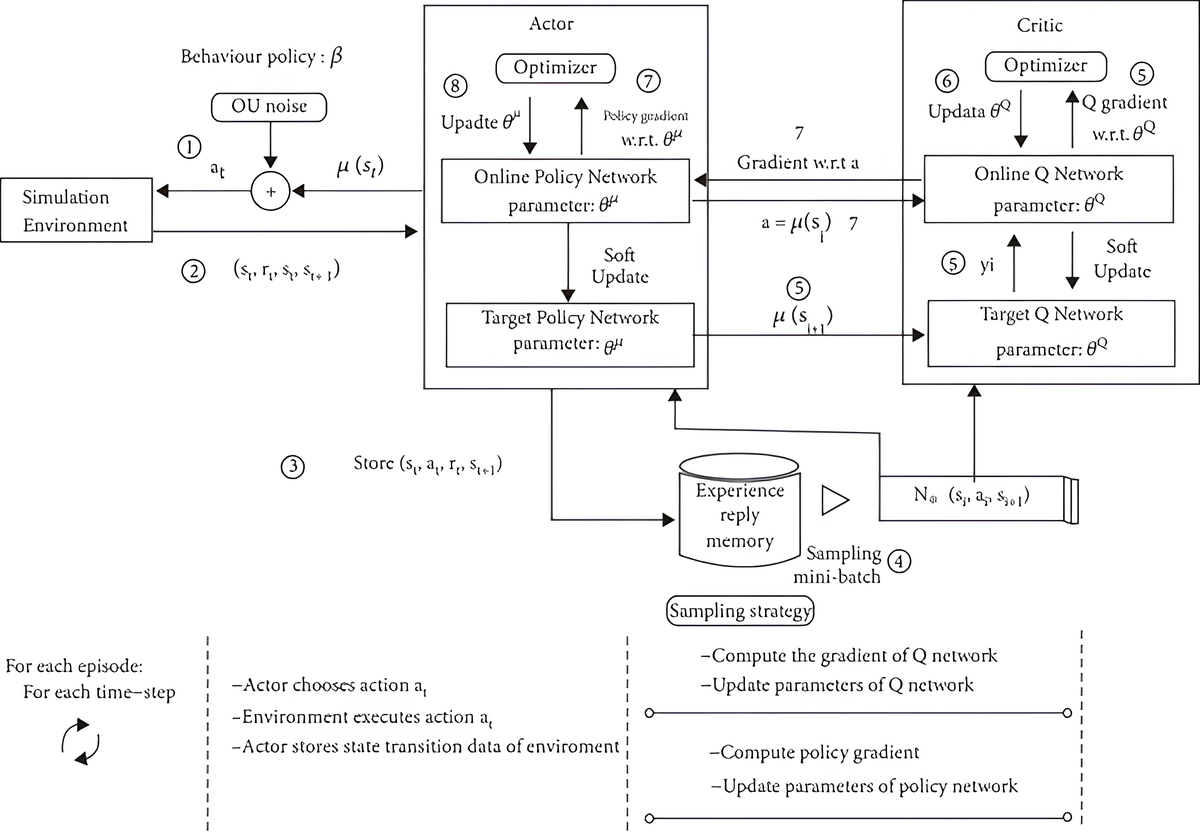 Actor
Critic
Behaviour policy : β
OU noise
1
a_t
+
μ (s_t)
Simulation
Environment
2
(s_t, r_t, s_t, s_t+1)
8
Optimizer
7
Upadte θ^μ
Policy gradient
w.r.t. θ^μ
Online Policy Network
parameter: θ^μ
Soft
Update
Target Policy Network
parameter: θ^μ
7
Gradient w.r.t a
a = μ(s_i) 7
5
μ (s_i+1)
6
Optimizer
5
Updata θ^Q
Q gradient
w.r.t. θ^Q
Online Q Network
parameter: θ^Q
5
yi
Soft
Update
Target Q Network
parameter: θ^Q
3
Store (s_t, a_t, r_t, s_t+1)
Experience
reply
memory
Sampling
mini-batch
4
Sampling strategy
For each episode:
For each time–step
–Actor chooses action a_t
–Environment executes action a_t
–Actor stores state transition data of enviroment
–Compute the gradient of Q network
–Update parameters of Q network
–Compute policy gradient
–Update parameters of policy network